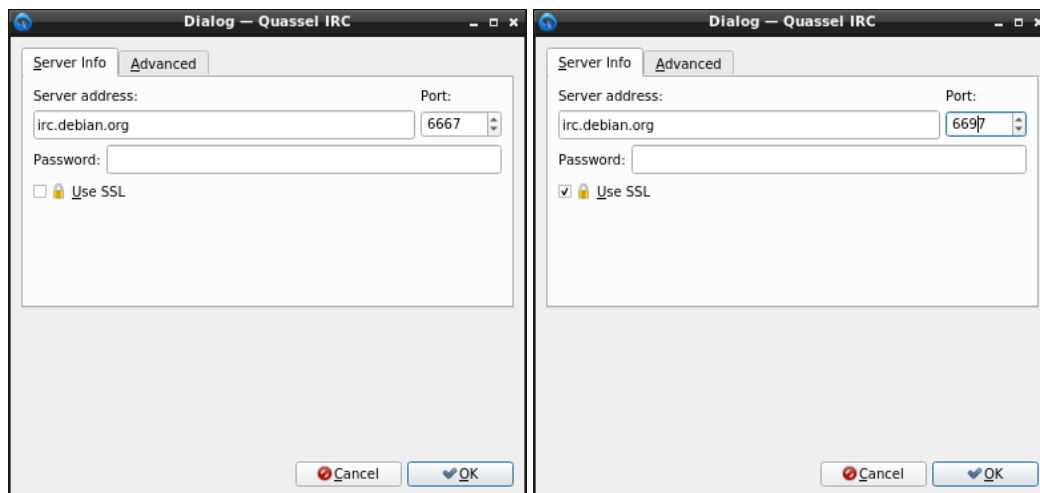 Dialog — Quassel IRC
Server Info Advanced
Server address: Port:
irc.debian.org 6667
Password:
Use SSL
Cancel OK
Dialog — Quassel IRC
Server Info Advanced
Server address: Port:
irc.debian.org 6697
Password:
Use SSL
Cancel OK